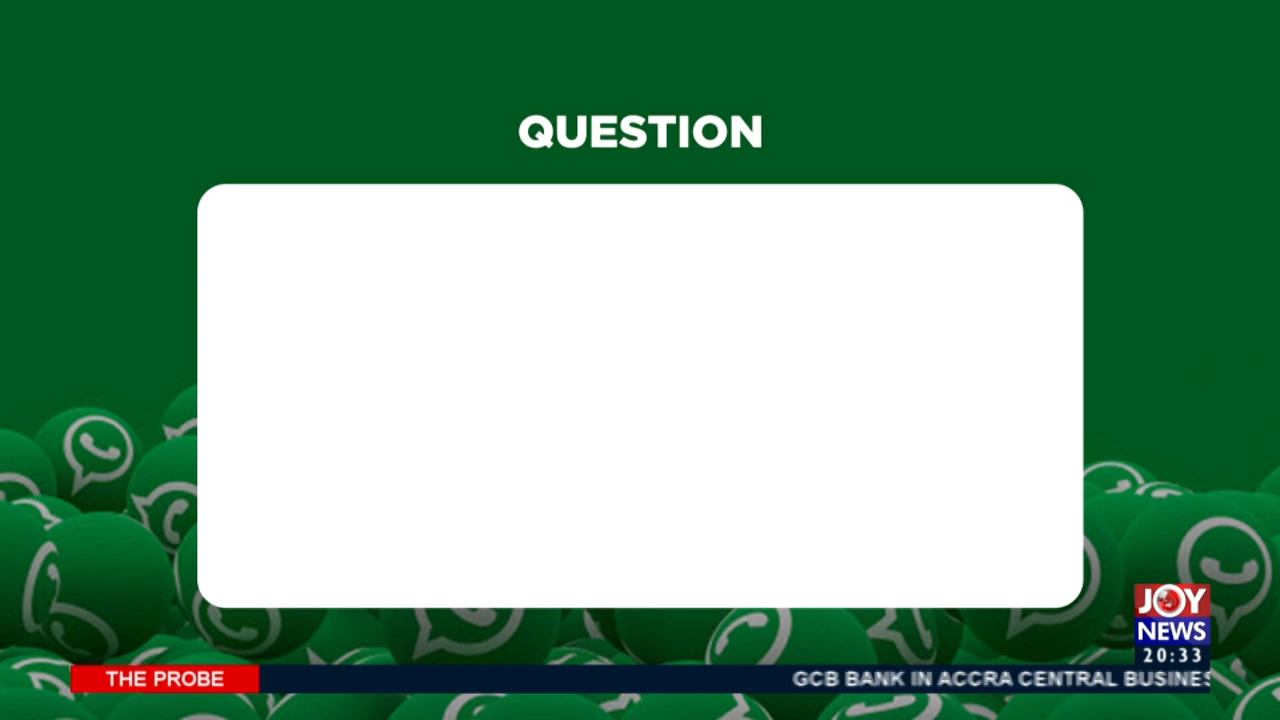 QUESTION
JOY
NEWS
20:33
THE PROBE
GCB BANK IN ACCRA CENTRAL BUSINES